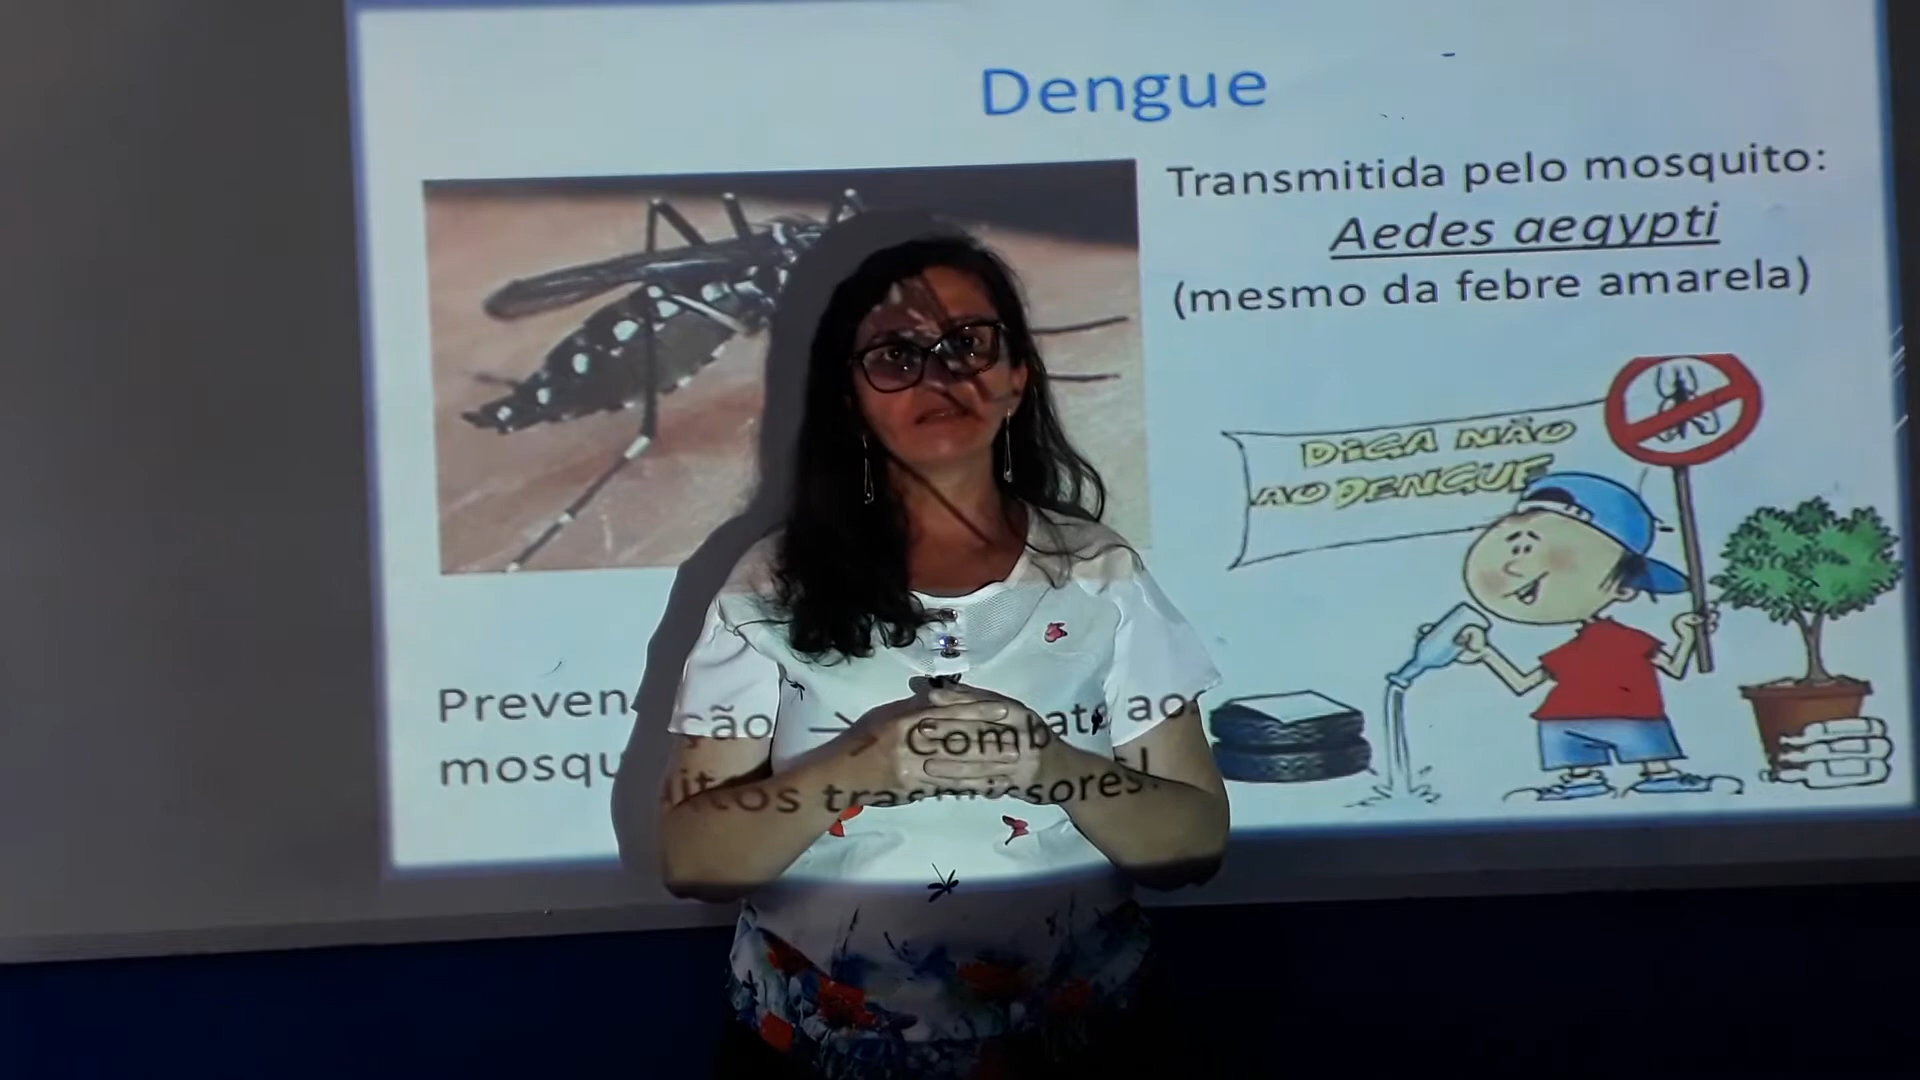 Dengue
Transmitida pelo mosquito:
Aedes aegypti
(mesmo da febre amarela)
DIGA NÃO
AO DENGUE
Prevenção → Combate aos
mosquitos trasmissores!